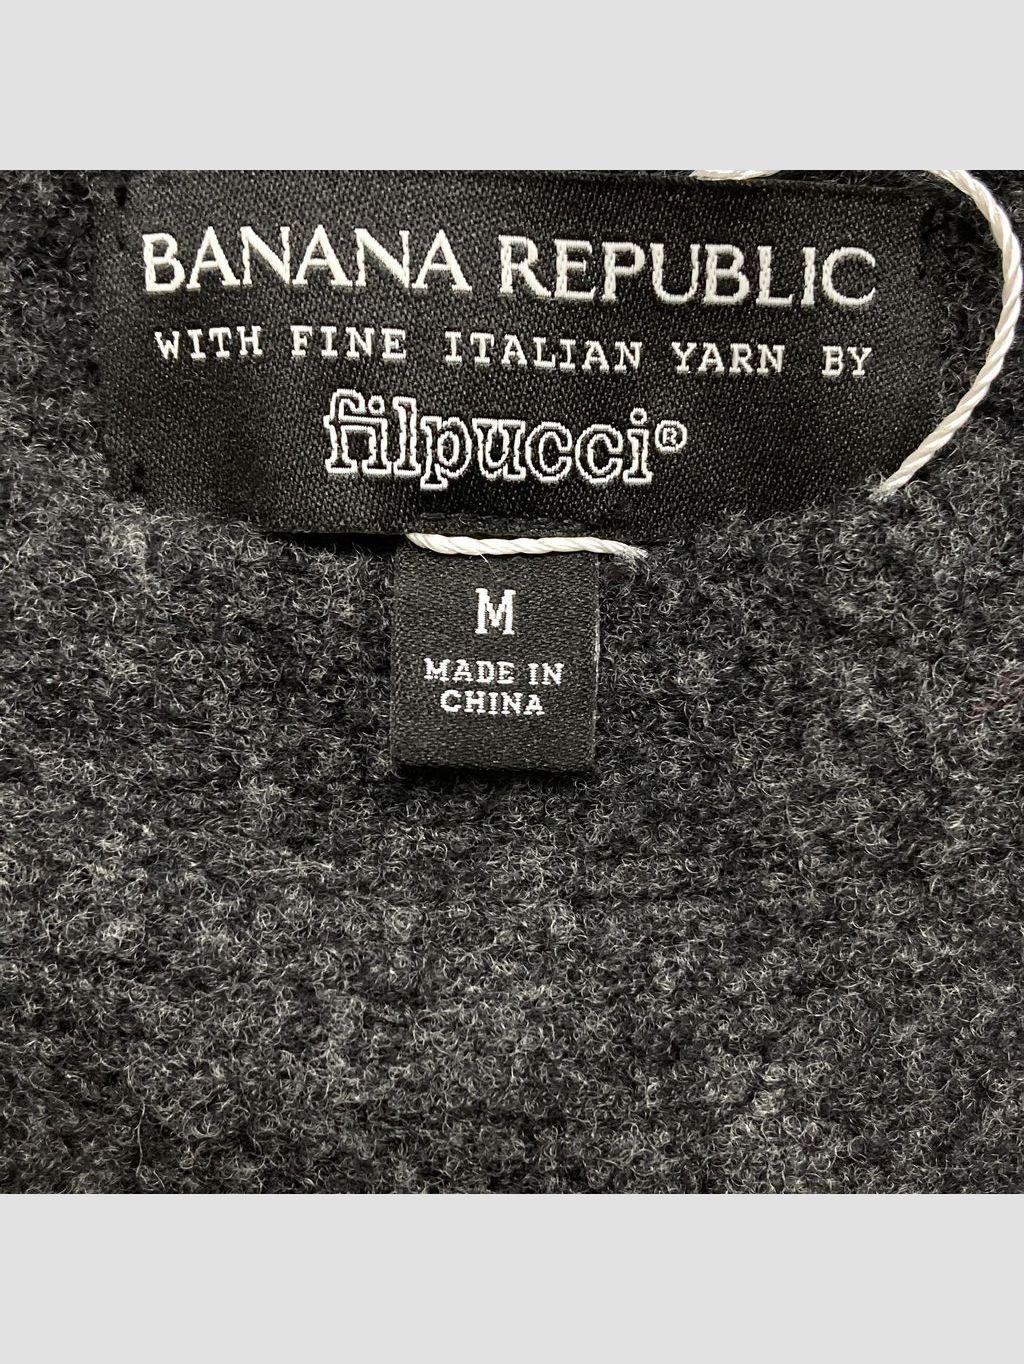 BANANA REPUBLIC
WITH FINE ITALIAN YARN BY
filpucci®
M
MADE IN
CHINA